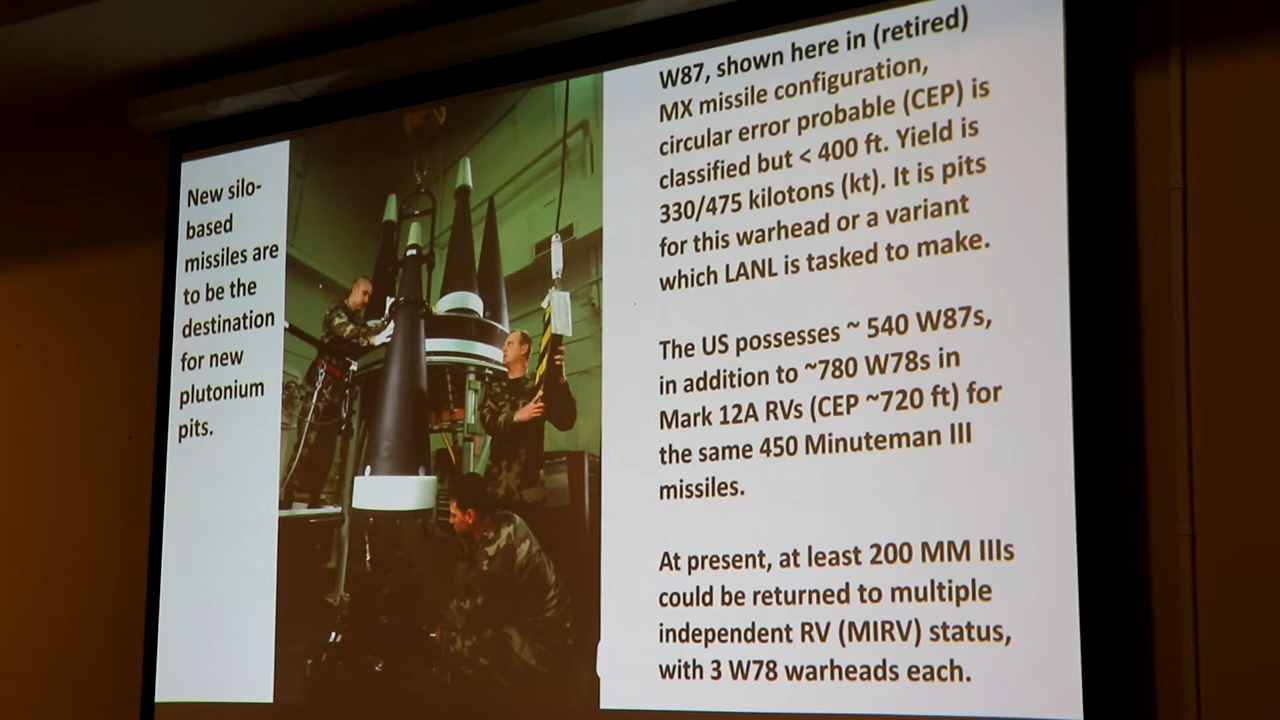 New silo-
based
missiles are
to be the
destination
for new
plutonium
pits.
W87, shown here in (retired)
MX missile configuration,
circular error probable (CEP) is
classified but < 400 ft. Yield is
330/475 kilotons (kt). It is pits
for this warhead or a variant
which LANL is tasked to make.
The US possesses ~ 540 W87s,
in addition to ~780 W78s in
Mark 12A RVs (CEP ~720 ft) for
the same 450 Minuteman III
missiles.
At present, at least 200 MM IIIs
could be returned to multiple
independent RV (MIRV) status,
with 3 W78 warheads each.